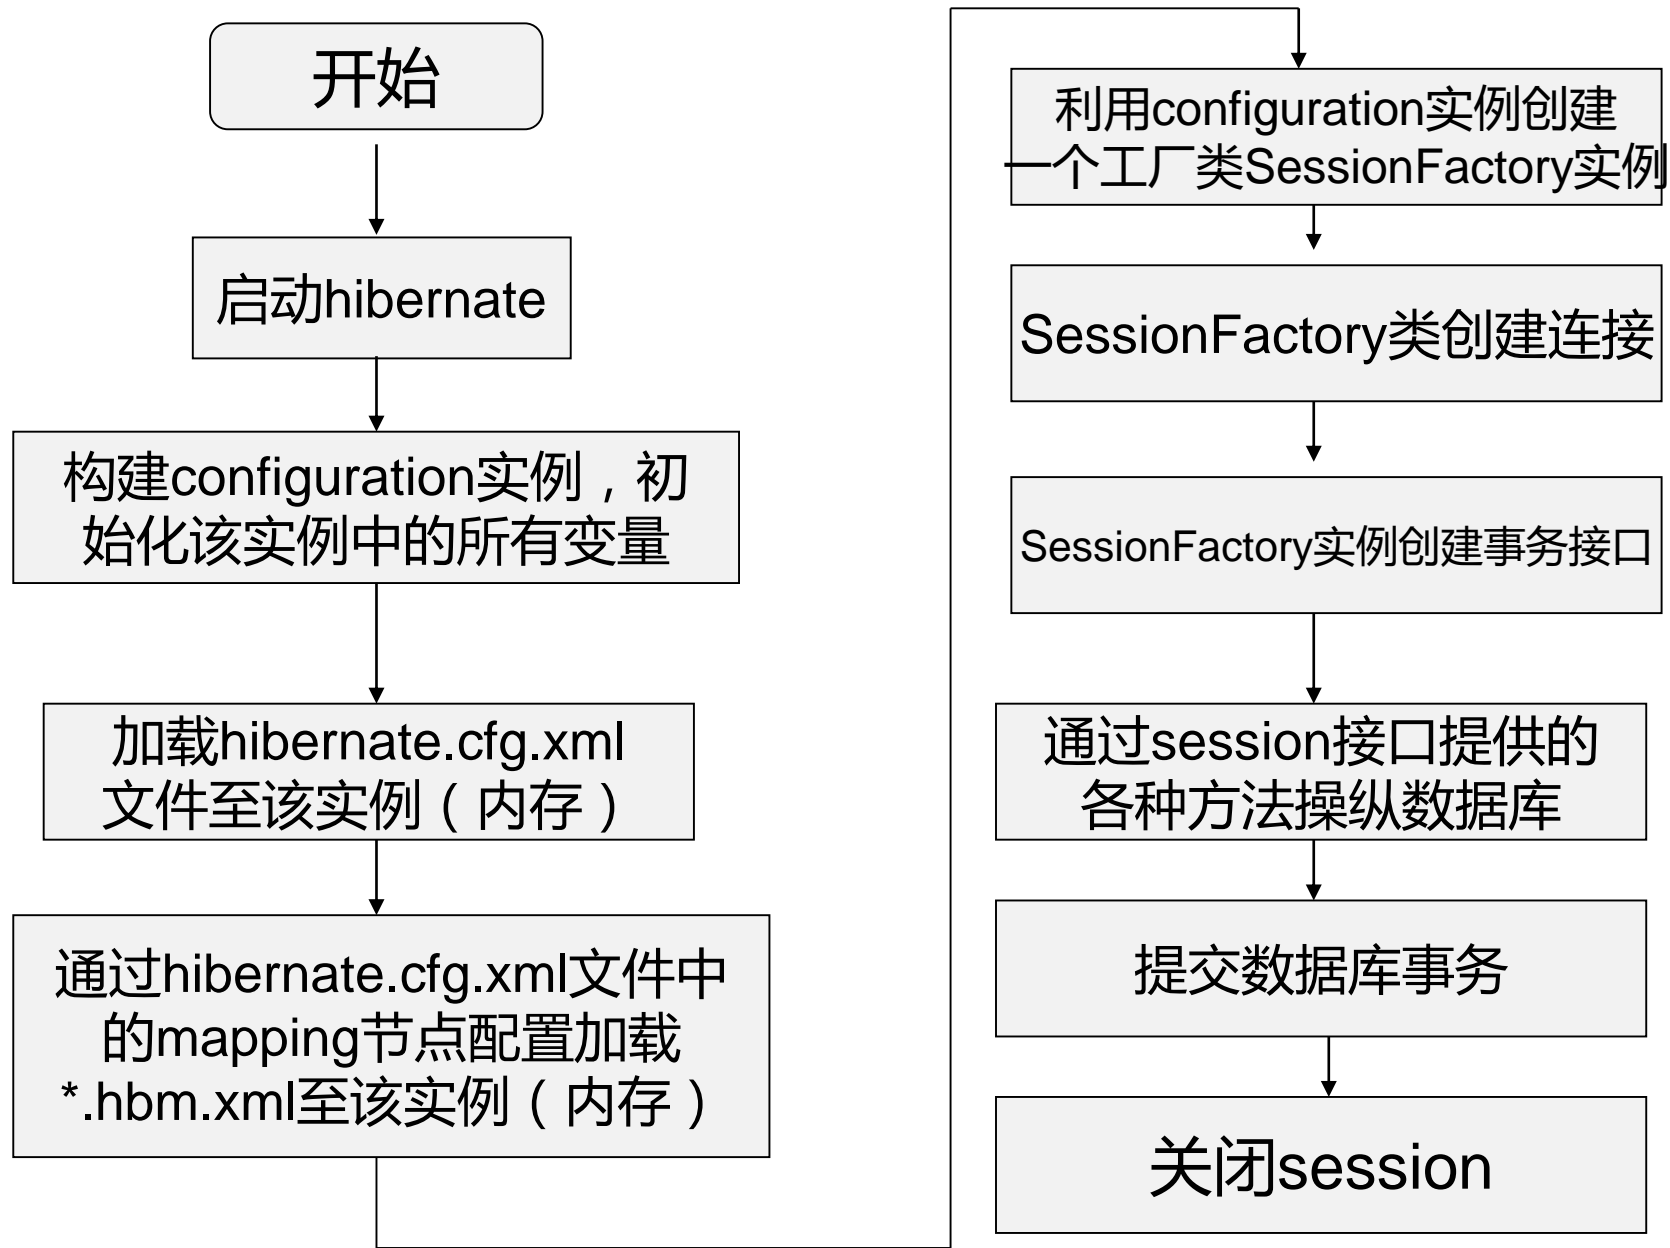 开始
启动hibernate
构建configuration实例，初
始化该实例中的所有变量
加载hibernate.cfg.xml
文件至该实例（内存）
通过hibernate.cfg.xml文件中
的mapping节点配置加载
*.hbm.xml至该实例（内存）
利用configuration实例创建
一个工厂类SessionFactory实例
SessionFactory类创建连接
SessionFactory实例创建事务接口
通过session接口提供的
各种方法操纵数据库
提交数据库事务
关闭session